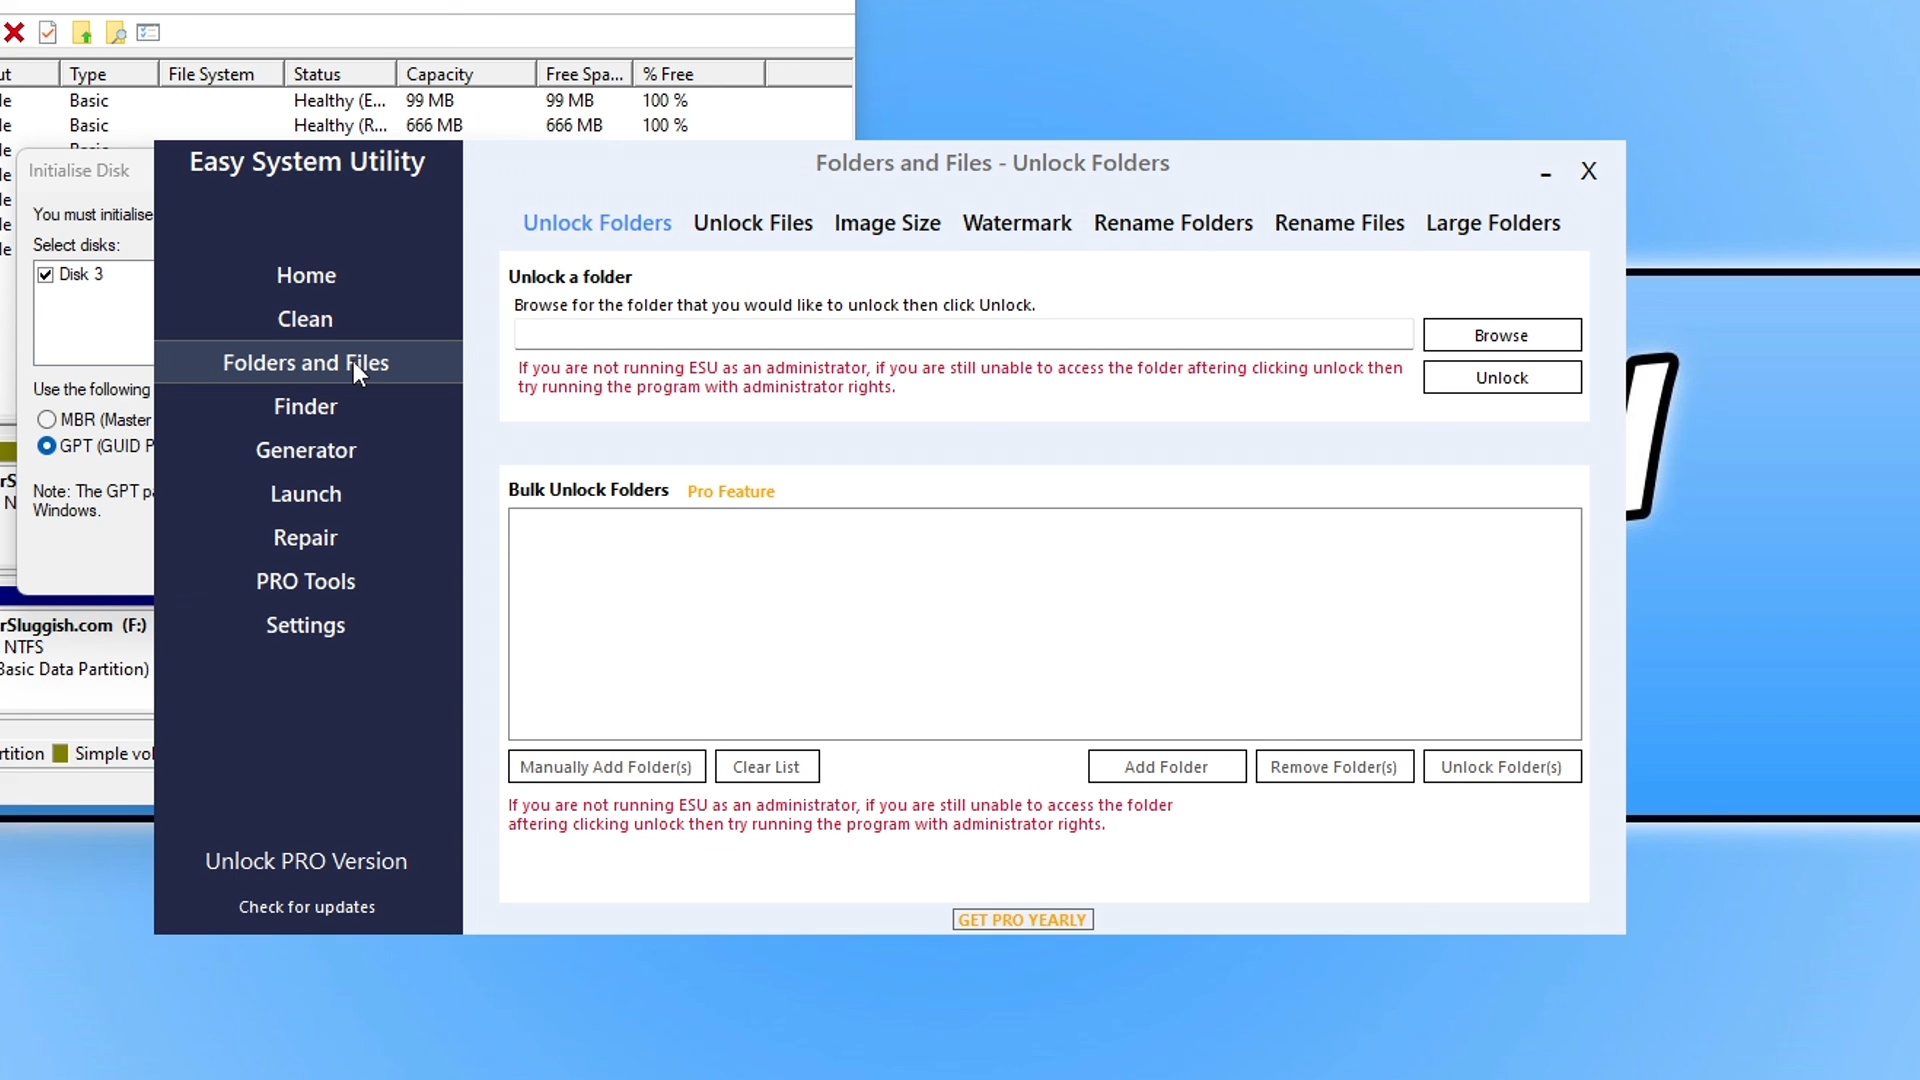 Type File System Status Capacity Free Spa... % Free
Basic Healthy (E... 99 MB 99 MB 100 %
Basic Healthy (R... 666 MB 666 MB 100 %
Initialise Disk
You must initialise
Select disks:
Disk 3
Use the following
MBR (Master
GPT (GUID P
Note: The GPT pa
Windows.
rSluggish.com (F:)
NTFS
Basic Data Partition)
rtition Simple vol
Easy System Utility
Home
Clean
Folders and Files
Finder
Generator
Launch
Repair
PRO Tools
Settings
Unlock PRO Version
Check for updates
Folders and Files - Unlock Folders
- X
Unlock Folders Unlock Files Image Size Watermark Rename Folders Rename Files Large Folders
Unlock a folder
Browse for the folder that you would like to unlock then click Unlock.
Browse
If you are not running ESU as an administrator, if you are still unable to access the folder aftering clicking unlock then
try running the program with administrator rights.
Unlock
Bulk Unlock Folders Pro Feature
Manually Add Folder(s) Clear List Add Folder Remove Folder(s) Unlock Folder(s)
If you are not running ESU as an administrator, if you are still unable to access the folder
aftering clicking unlock then try running the program with administrator rights.
GET PRO YEARLY